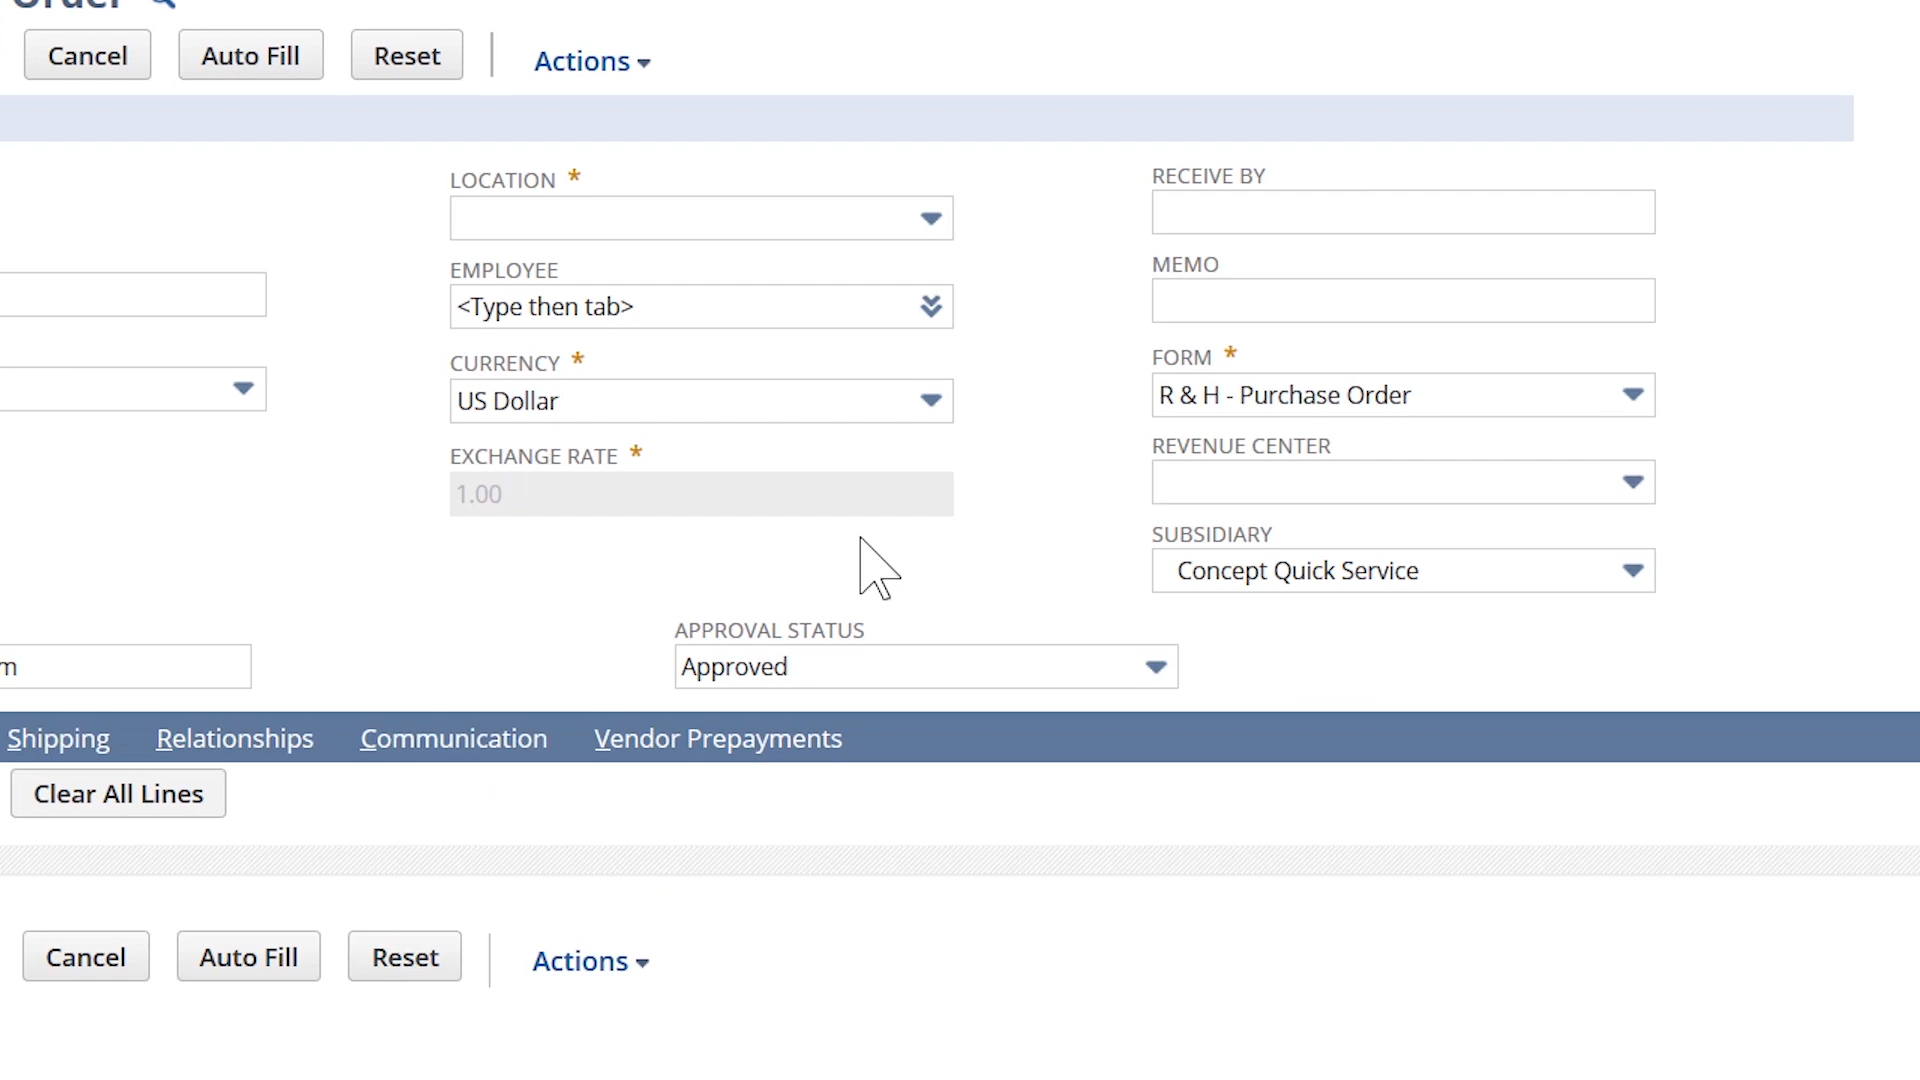 Order
Cancel
Auto Fill
Reset
Actions
LOCATION *
EMPLOYEE
<Type then tab>
CURRENCY *
US Dollar
EXCHANGE RATE *
1.00
RECEIVE BY
MEMO
FORM *
R & H - Purchase Order
REVENUE CENTER
SUBSIDIARY
Concept Quick Service
m
APPROVAL STATUS
Approved
Shipping
Relationships
Communication
Vendor Prepayments
Clear All Lines
Cancel
Auto Fill
Reset
Actions